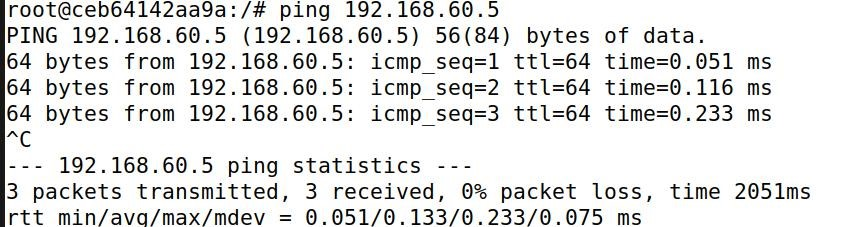 root@ceb64142aa9a:/# ping 192.168.60.5
PING 192.168.60.5 (192.168.60.5) 56(84) bytes of data.
64 bytes from 192.168.60.5: icmp_seq=1 ttl=64 time=0.051 ms
64 bytes from 192.168.60.5: icmp_seq=2 ttl=64 time=0.116 ms
64 bytes from 192.168.60.5: icmp_seq=3 ttl=64 time=0.233 ms
^C
--- 192.168.60.5 ping statistics ---
3 packets transmitted, 3 received, 0% packet loss, time 2051ms
rtt min/avg/max/mdev = 0.051/0.133/0.233/0.075 ms